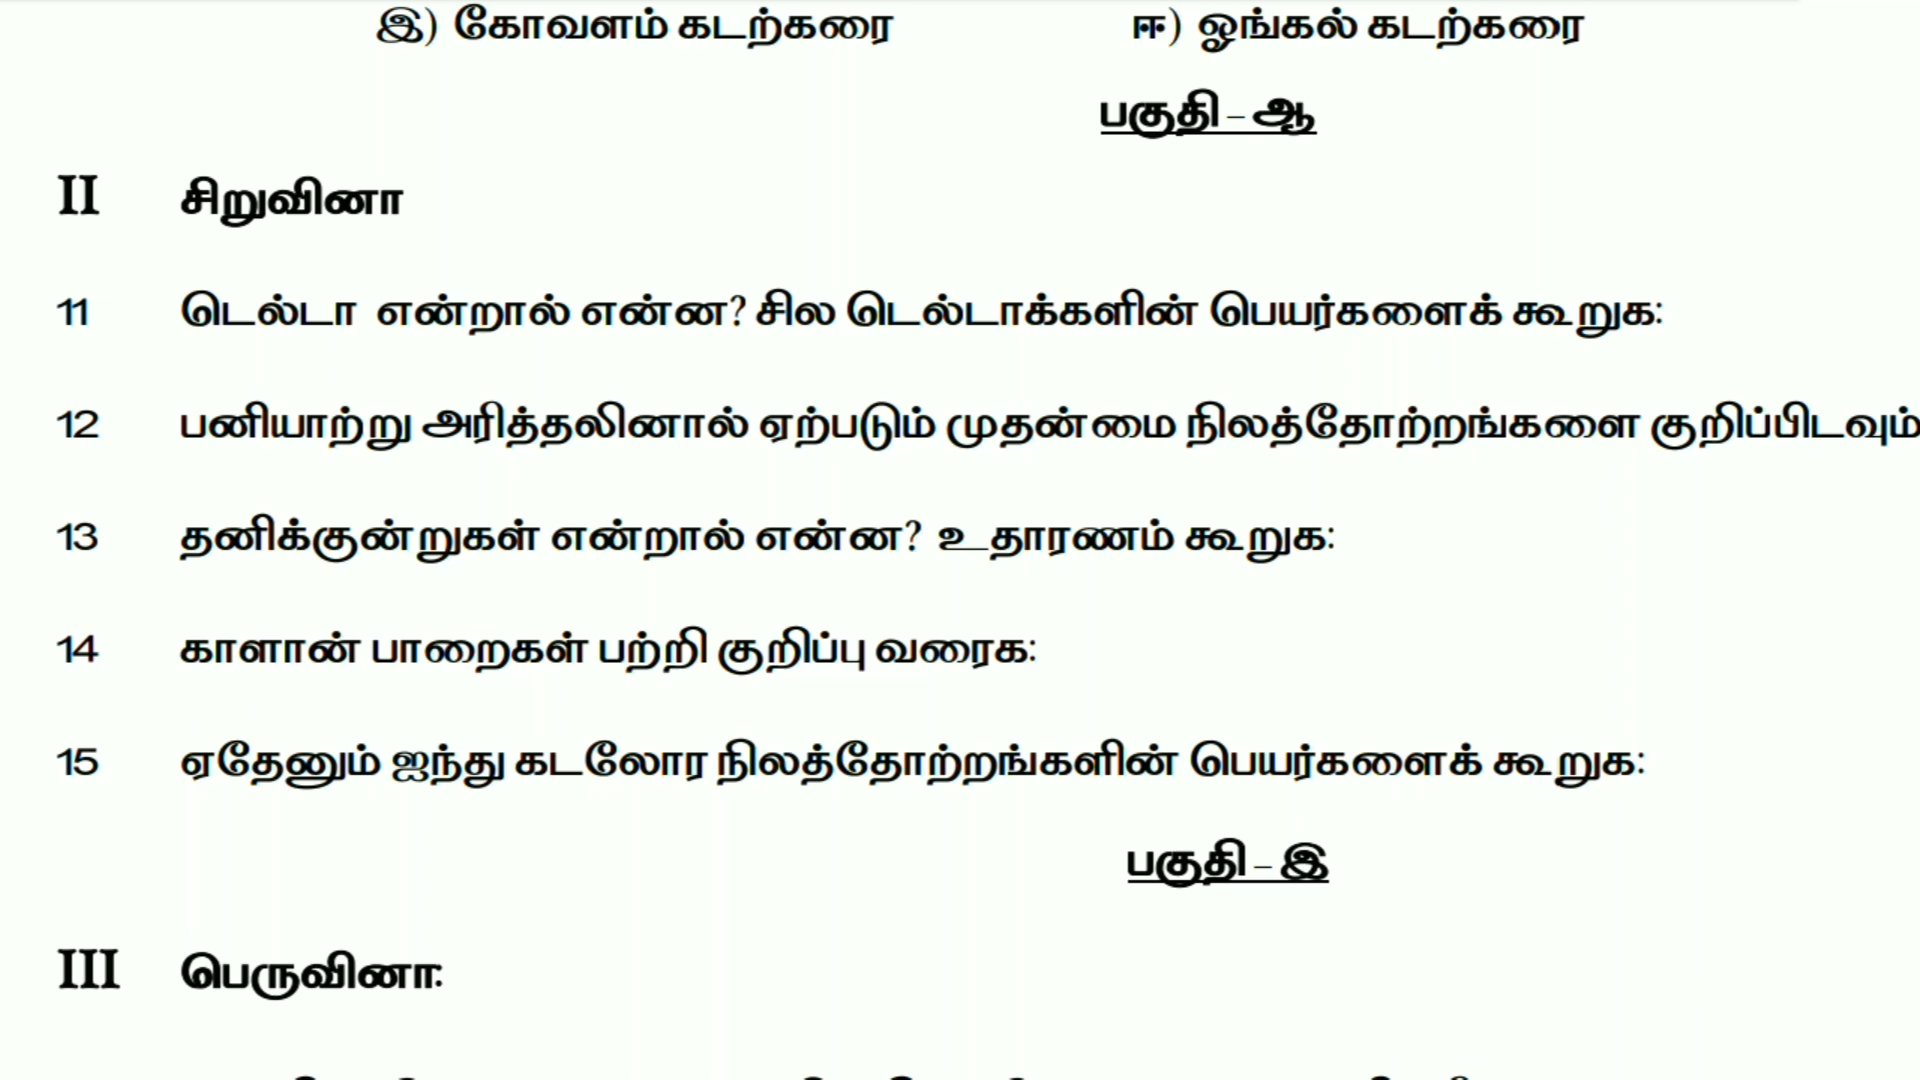 இ) கோவளம் கடற்கரை ஈ) ஓங்கல் கடற்கரை
பகுதி – ஆ
II சிறுவினா
11 டெல்டா என்றால் என்ன? சில டெல்டாக்களின் பெயர்களைக் கூறுக:
12 பனியாற்று அரித்தலினால் ஏற்படும் முதன்மை நிலத்தோற்றங்களை குறிப்பிடவும்
13 தனிக்குன்றுகள் என்றால் என்ன? உதாரணம் கூறுக:
14 காளான் பாறைகள் பற்றி குறிப்பு வரைக:
15 ஏதேனும் ஐந்து கடலோர நிலத்தோற்றங்களின் பெயர்களைக் கூறுக:
பகுதி – இ
III பெருவினா: